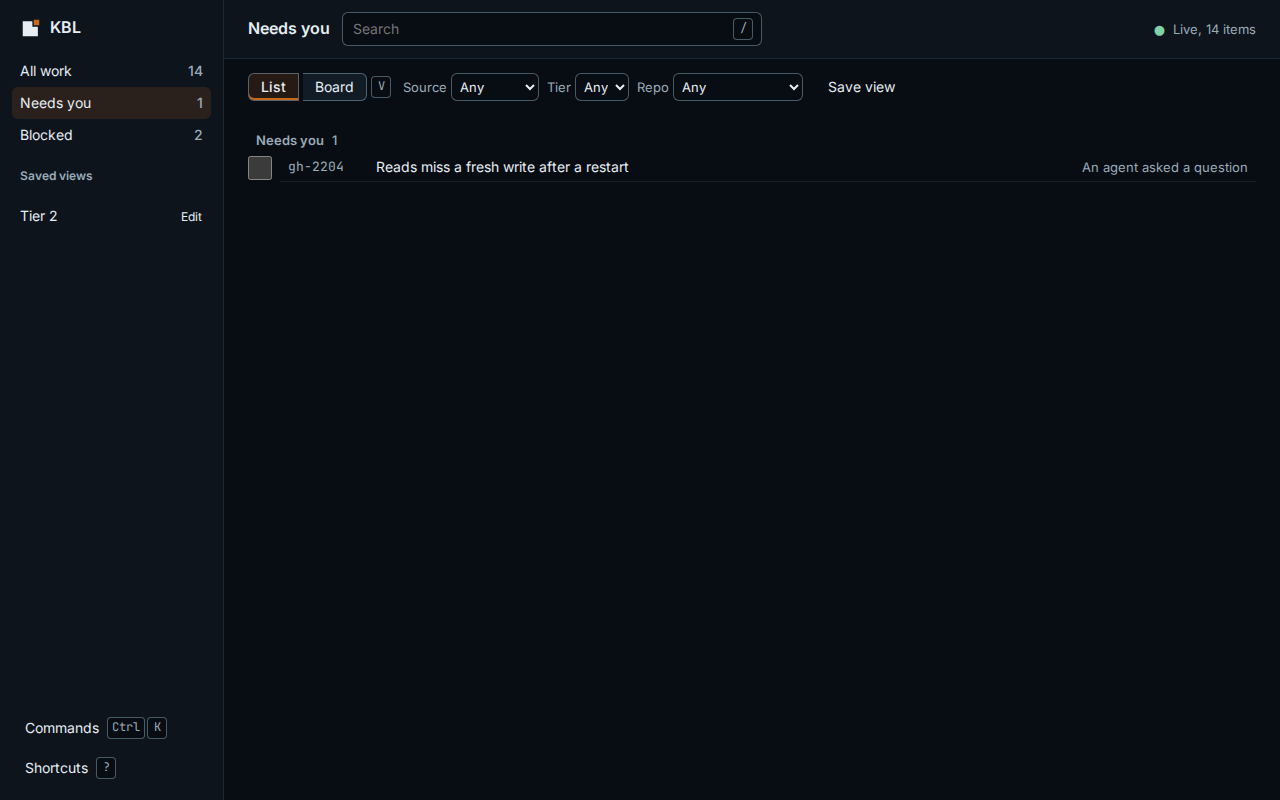 KBL
All work 14
Needs you 1
Blocked 2
Saved views
Tier 2 Edit
Commands Ctrl K
Shortcuts ?
Needs you Search / Live, 14 items
List Board V Source Any Tier Any Repo Any Save view
Needs you 1
gh-2204 Reads miss a fresh write after a restart An agent asked a question